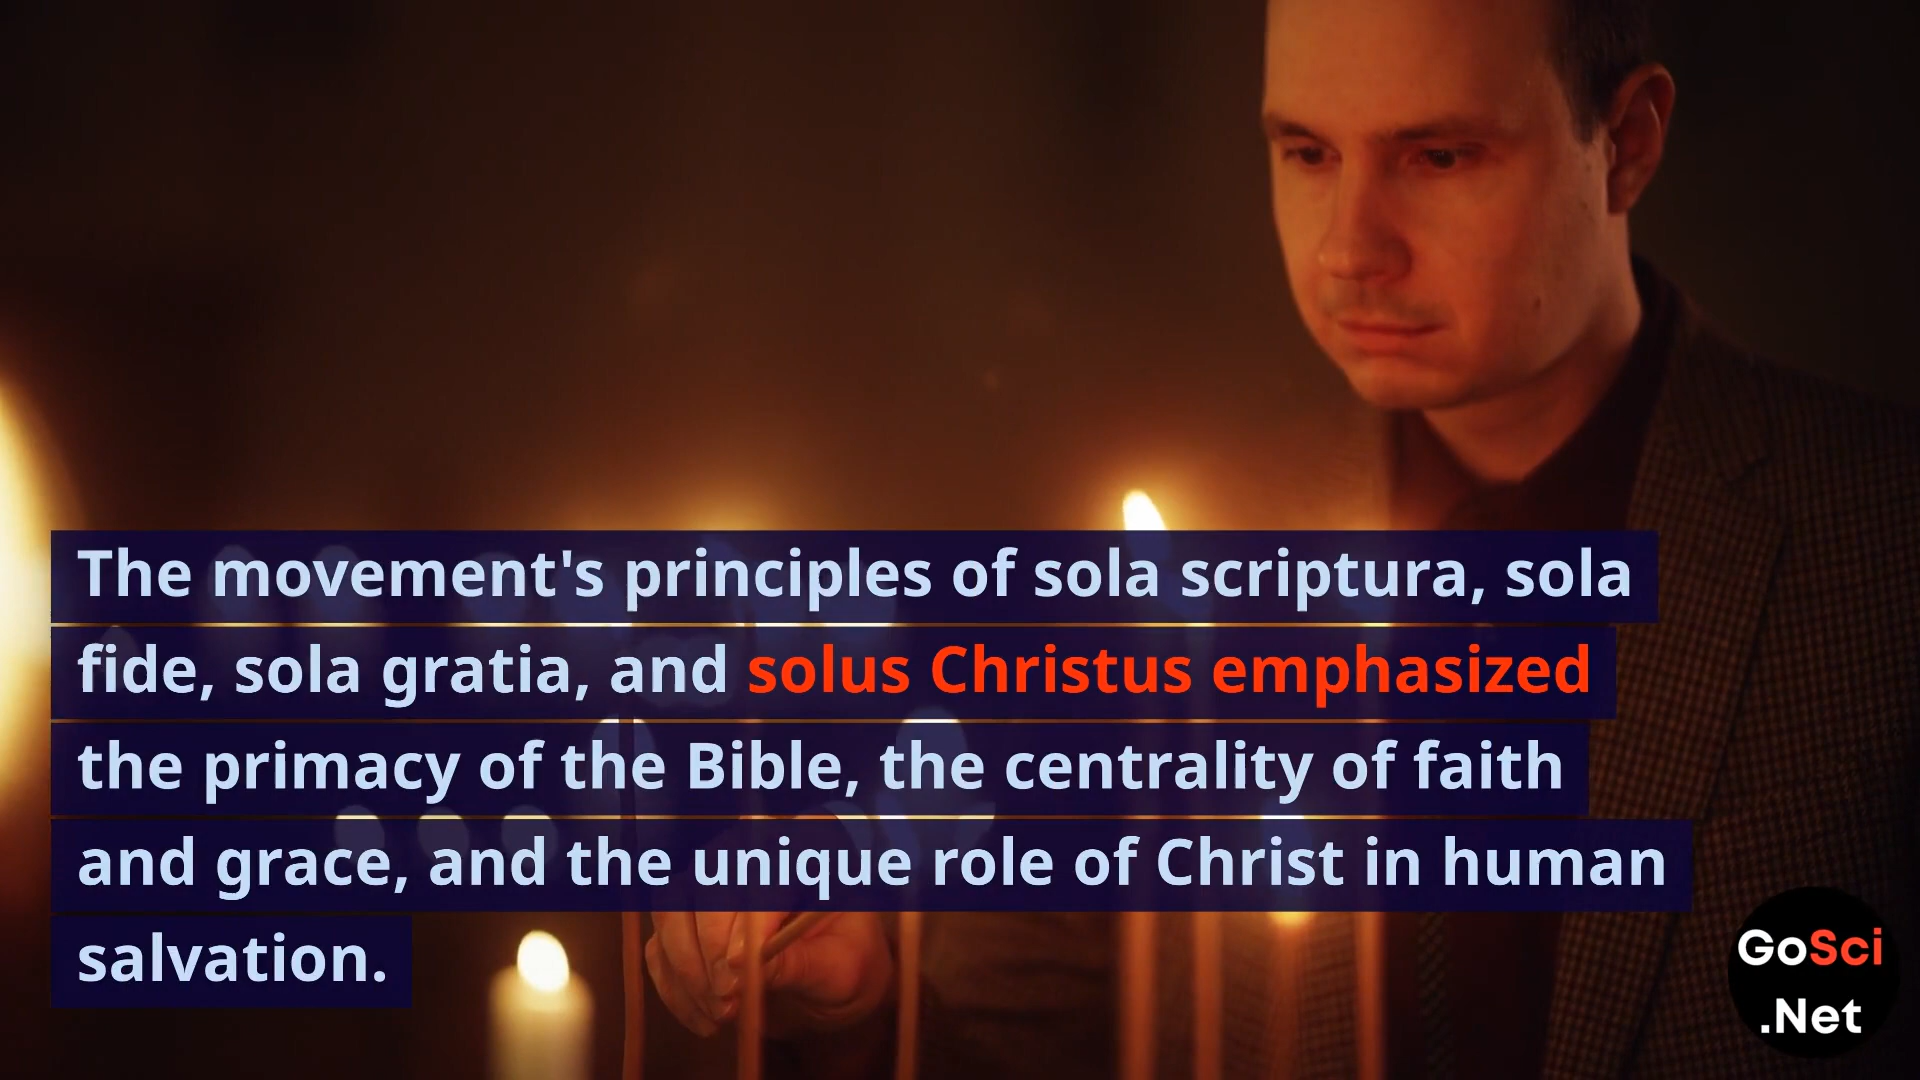 The movement's principles of sola scriptura, sola
fide, sola gratia, and solus Christus emphasized
the primacy of the Bible, the centrality of faith
and grace, and the unique role of Christ in human
salvation.
GoSci
.Net